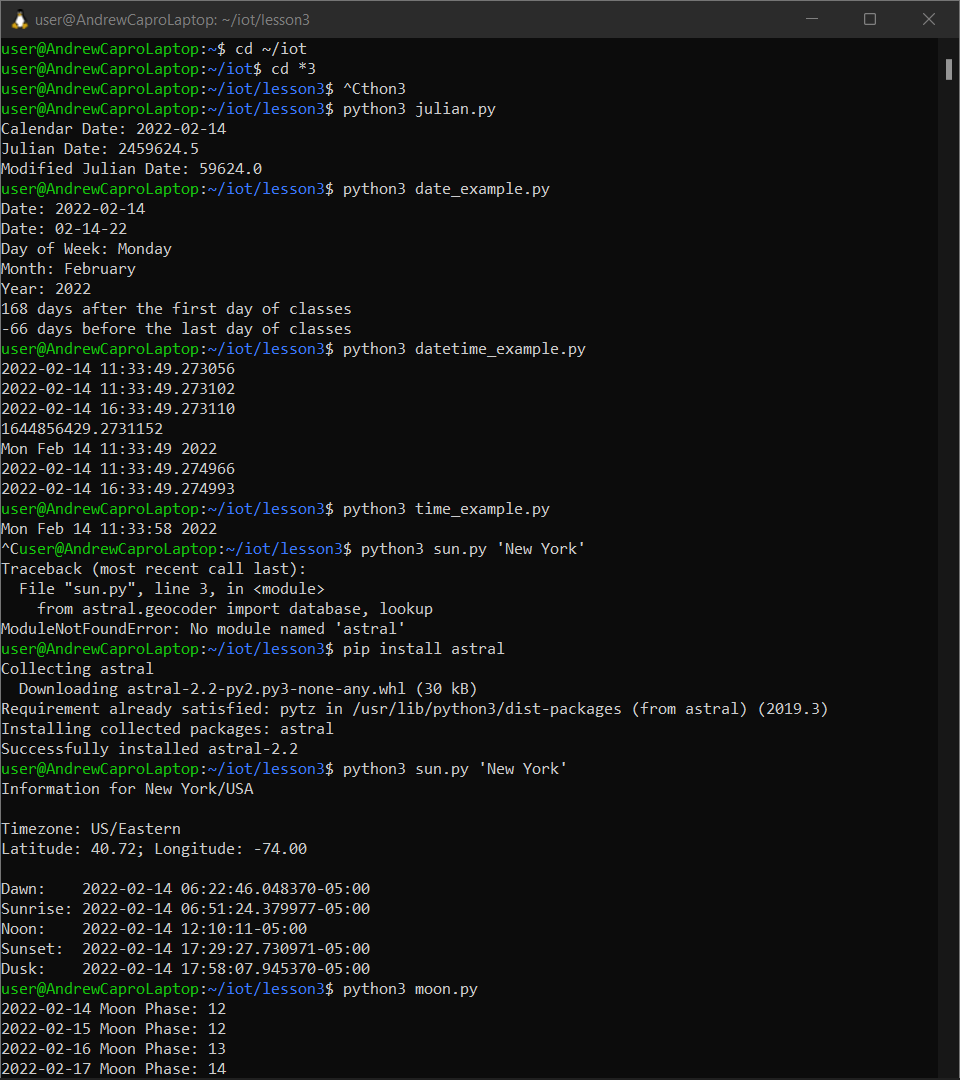 user@AndrewCaproLaptop: ~/iot/lesson3
user@AndrewCaproLaptop:~$ cd ~/iot
user@AndrewCaproLaptop:~/iot$ cd *3
user@AndrewCaproLaptop:~/iot/lesson3$ ^Cthon3
user@AndrewCaproLaptop:~/iot/lesson3$ python3 julian.py
Calendar Date: 2022-02-14
Julian Date: 2459624.5
Modified Julian Date: 59624.0
user@AndrewCaproLaptop:~/iot/lesson3$ python3 date_example.py
Date: 2022-02-14
Date: 02-14-22
Day of Week: Monday
Month: February
Year: 2022
168 days after the first day of classes
-66 days before the last day of classes
user@AndrewCaproLaptop:~/iot/lesson3$ python3 datetime_example.py
2022-02-14 11:33:49.273056
2022-02-14 11:33:49.273102
2022-02-14 16:33:49.273110
1644856429.2731152
Mon Feb 14 11:33:49 2022
2022-02-14 11:33:49.274966
2022-02-14 16:33:49.274993
user@AndrewCaproLaptop:~/iot/lesson3$ python3 time_example.py
Mon Feb 14 11:33:58 2022
^Cuser@AndrewCaproLaptop:~/iot/lesson3$ python3 sun.py 'New York'
Traceback (most recent call last):
  File "sun.py", line 3, in <module>
    from astral.geocoder import database, lookup
ModuleNotFoundError: No module named 'astral'
user@AndrewCaproLaptop:~/iot/lesson3$ pip install astral
Collecting astral
  Downloading astral-2.2-py2.py3-none-any.whl (30 kB)
Requirement already satisfied: pytz in /usr/lib/python3/dist-packages (from astral) (2019.3)
Installing collected packages: astral
Successfully installed astral-2.2
user@AndrewCaproLaptop:~/iot/lesson3$ python3 sun.py 'New York'
Information for New York/USA
Timezone: US/Eastern
Latitude: 40.72; Longitude: -74.00
Dawn:    2022-02-14 06:22:46.048370-05:00
Sunrise: 2022-02-14 06:51:24.379977-05:00
Noon:    2022-02-14 12:10:11-05:00
Sunset:  2022-02-14 17:29:27.730971-05:00
Dusk:    2022-02-14 17:58:07.945370-05:00
user@AndrewCaproLaptop:~/iot/lesson3$ python3 moon.py
2022-02-14 Moon Phase: 12
2022-02-15 Moon Phase: 12
2022-02-16 Moon Phase: 13
2022-02-17 Moon Phase: 14